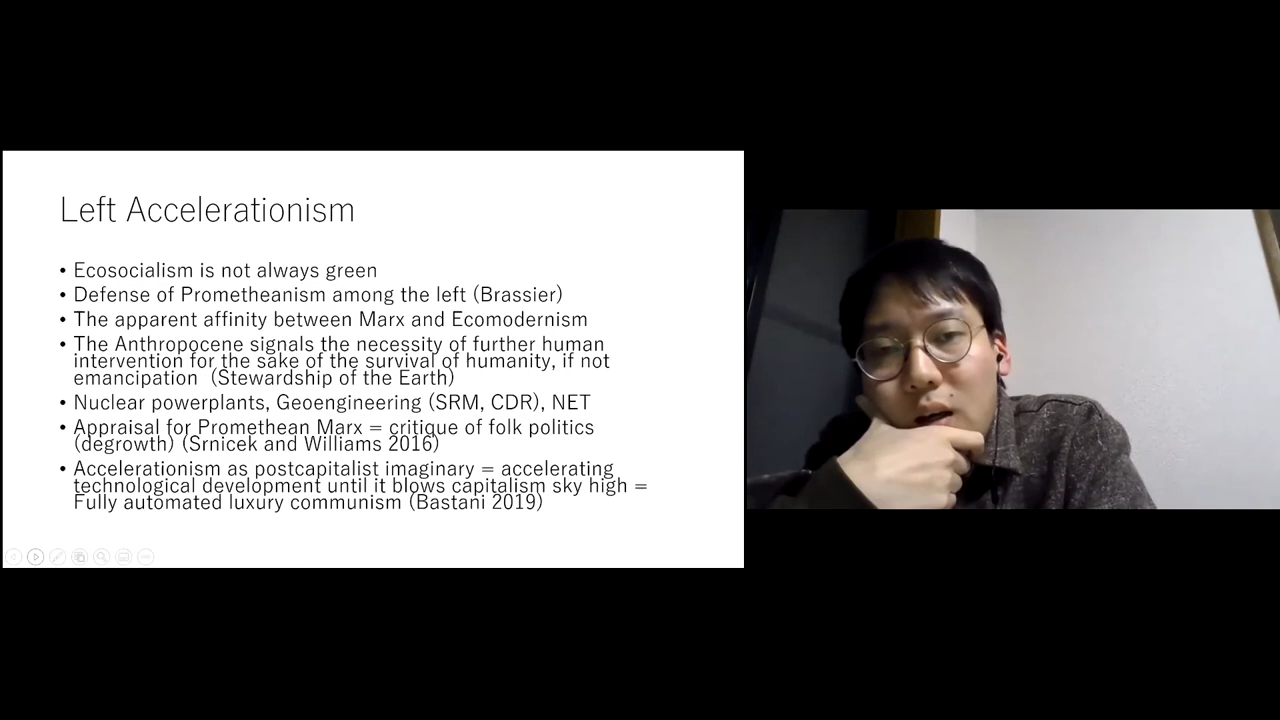 Left Accelerationism
• Ecosocialism is not always green
• Defense of Prometheanism among the left (Brassier)
• The apparent affinity between Marx and Ecomodernism
• The Anthropocene signals the necessity of further human
intervention for the sake of the survival of humanity, if not
emancipation (Stewardship of the Earth)
• Nuclear powerplants, Geoengineering (SRM, CDR), NET
• Appraisal for Promethean Marx = critique of folk politics
(degrowth) (Srnicek and Williams 2016)
• Accelerationism as postcapitalist imaginary = accelerating
technological development until it blows capitalism sky high =
Fully automated luxury communism (Bastani 2019)